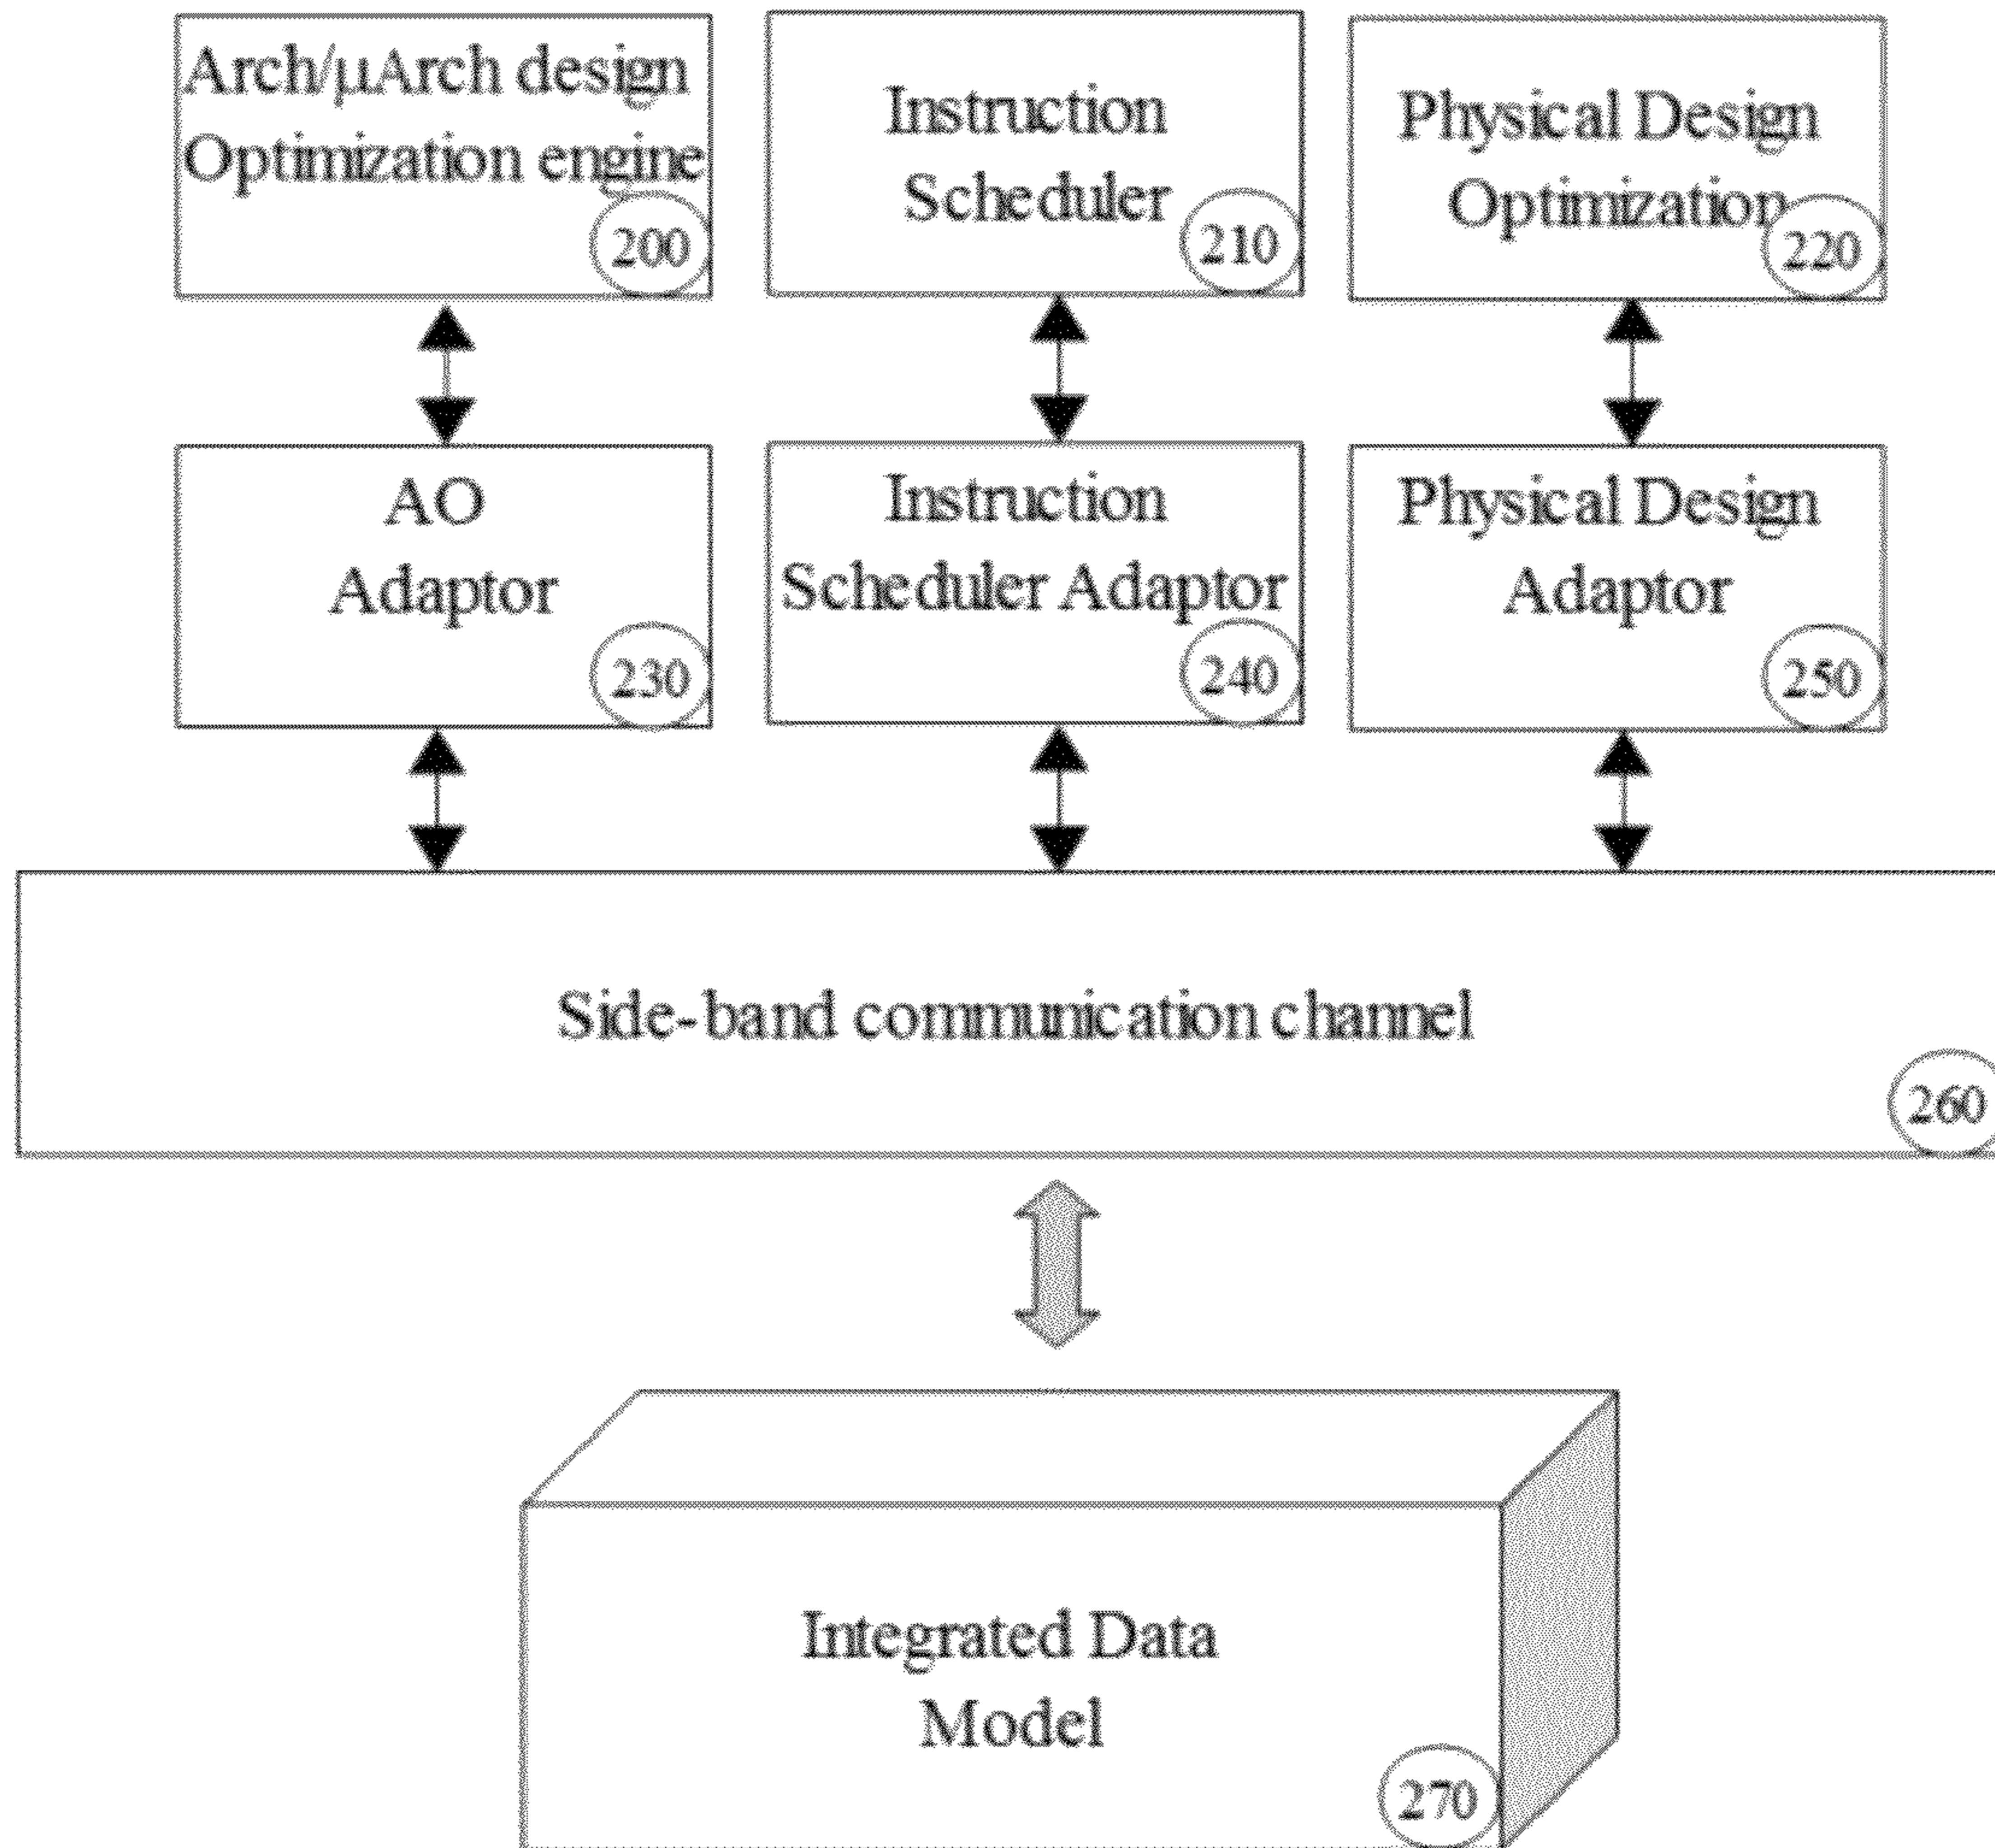 Arch/μArch design
Optimization engine
200
Instruction
Scheduler
210
Physical Design
Optimization
220
AO
Adaptor
230
Instruction
Scheduler Adaptor
240
Physical Design
Adaptor
250
Side-band communication channel
260
Integrated Data
Model
270